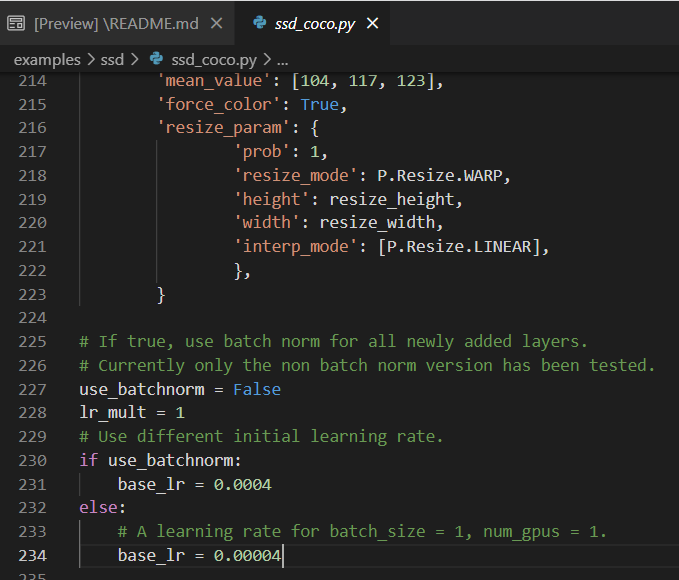 [Preview] \README.md ✕ ssd_coco.py ✕
examples > ssd > ssd_coco.py > ...
214 'mean_value': [104, 117, 123],
215 'force_color': True,
216 'resize_param': {
217 'prob': 1,
218 'resize_mode': P.Resize.WARP,
219 'height': resize_height,
220 'width': resize_width,
221 'interp_mode': [P.Resize.LINEAR],
222 },
223 }
224
225 # If true, use batch norm for all newly added layers.
226 # Currently only the non batch norm version has been tested.
227 use_batchnorm = False
228 lr_mult = 1
229 # Use different initial learning rate.
230 if use_batchnorm:
231 base_lr = 0.0004
232 else:
233 # A learning rate for batch_size = 1, num_gpus = 1.
234 base_lr = 0.00004
235